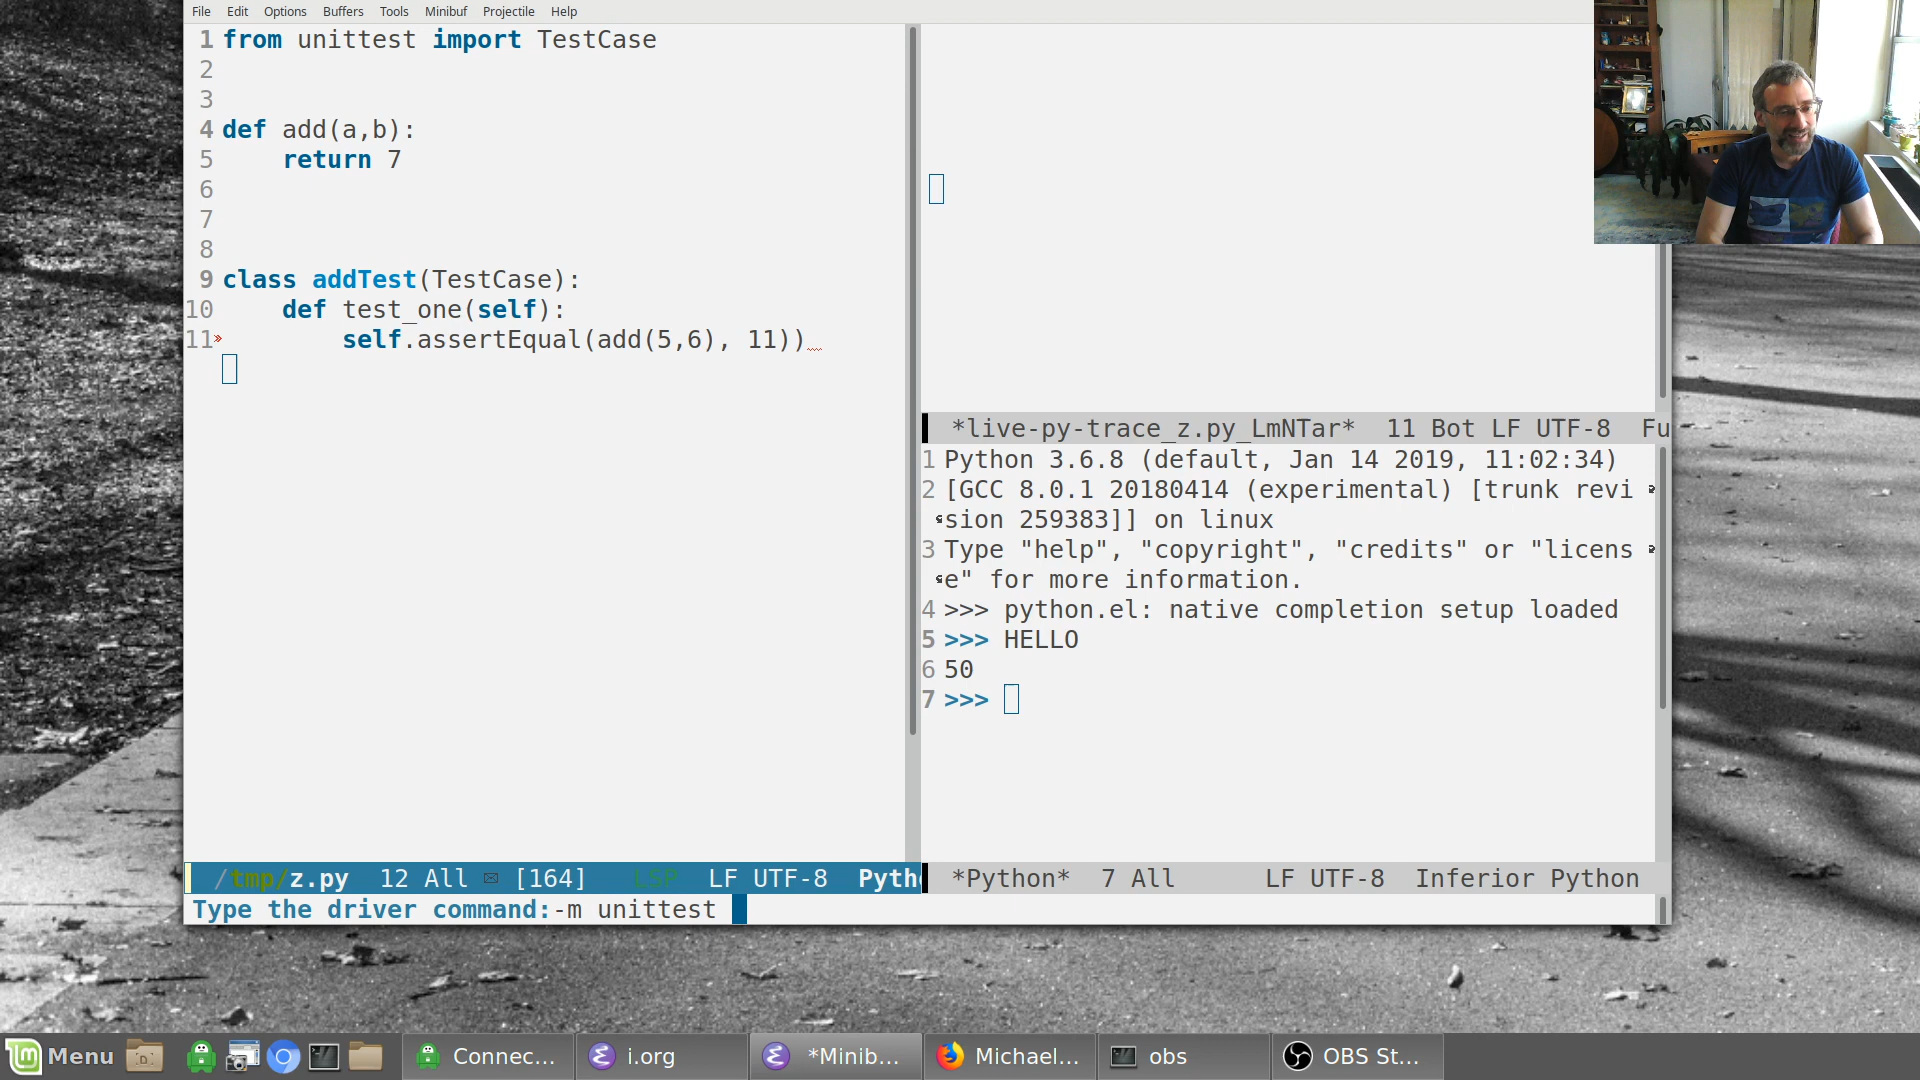 File Edit Options Buffers Tools Minibuf Projectile Help
1 from unittest import TestCase
2
3
4 def add(a,b):
5     return 7
6
7
8
9 class addTest(TestCase):
10     def test_one(self):
11         self.assertEqual(add(5,6), 11))
/tmp/z.py 12 All [164] LSP LF UTF-8 Pyth
Type the driver command:-m unittest
*live-py-trace_z.py_LmNTar* 11 Bot LF UTF-8 Fu
1 Python 3.6.8 (default, Jan 14 2019, 11:02:34)
2 [GCC 8.0.1 20180414 (experimental) [trunk revi
sion 259383]] on linux
3 Type "help", "copyright", "credits" or "licens
e" for more information.
4 >>> python.el: native completion setup loaded
5 >>> HELLO
6 50
7 >>>
*Python* 7 All LF UTF-8 Inferior Python
Menu Connec... i.org *Minib... Michael... obs OBS St...